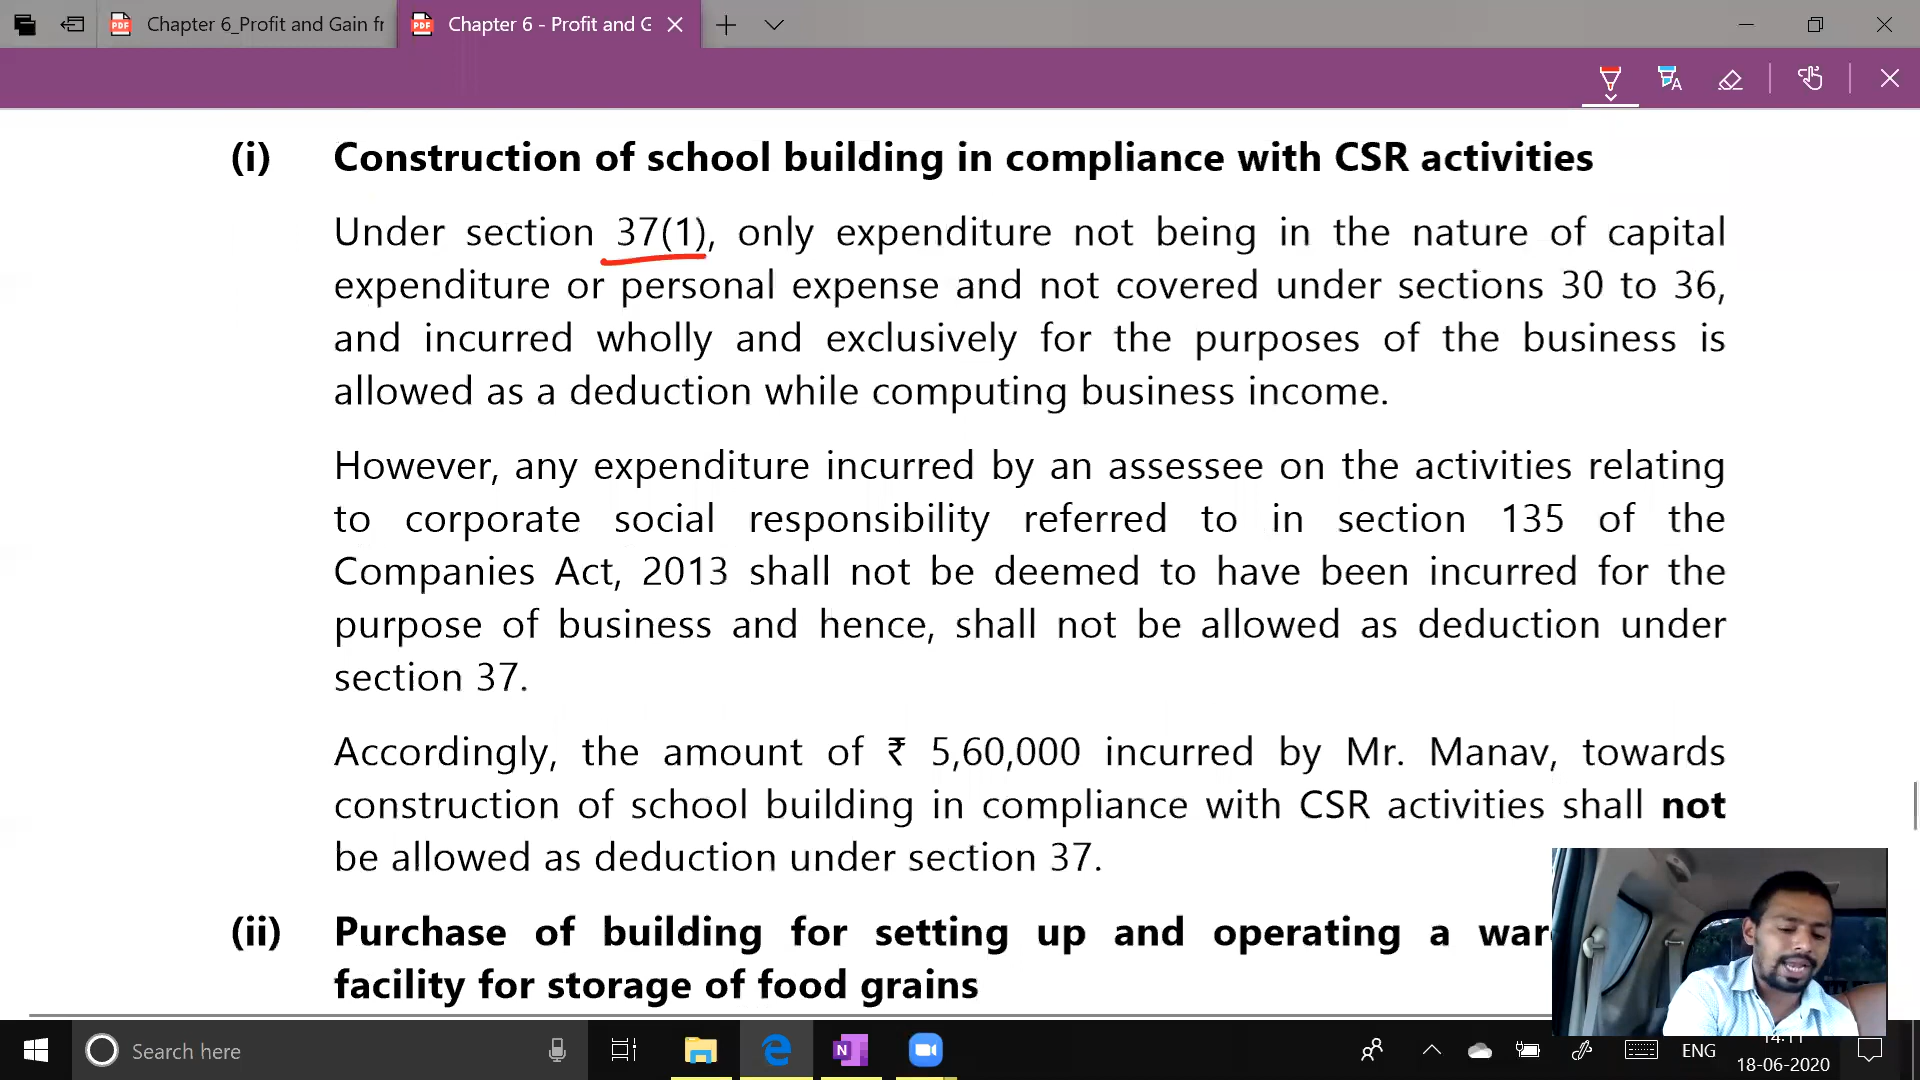 Chapter 6_Profit and Gain fr
Chapter 6 - Profit and G
(i) Construction of school building in compliance with CSR activities
Under section 37(1), only expenditure not being in the nature of capital
expenditure or personal expense and not covered under sections 30 to 36,
and incurred wholly and exclusively for the purposes of the business is
allowed as a deduction while computing business income.
However, any expenditure incurred by an assessee on the activities relating
to corporate social responsibility referred to in section 135 of the
Companies Act, 2013 shall not be deemed to have been incurred for the
purpose of business and hence, shall not be allowed as deduction under
section 37.
Accordingly, the amount of ₹ 5,60,000 incurred by Mr. Manav, towards
construction of school building in compliance with CSR activities shall not
be allowed as deduction under section 37.
(ii) Purchase of building for setting up and operating a
facility for storage of food grains
Search here
ENG
14:11
18-06-2020